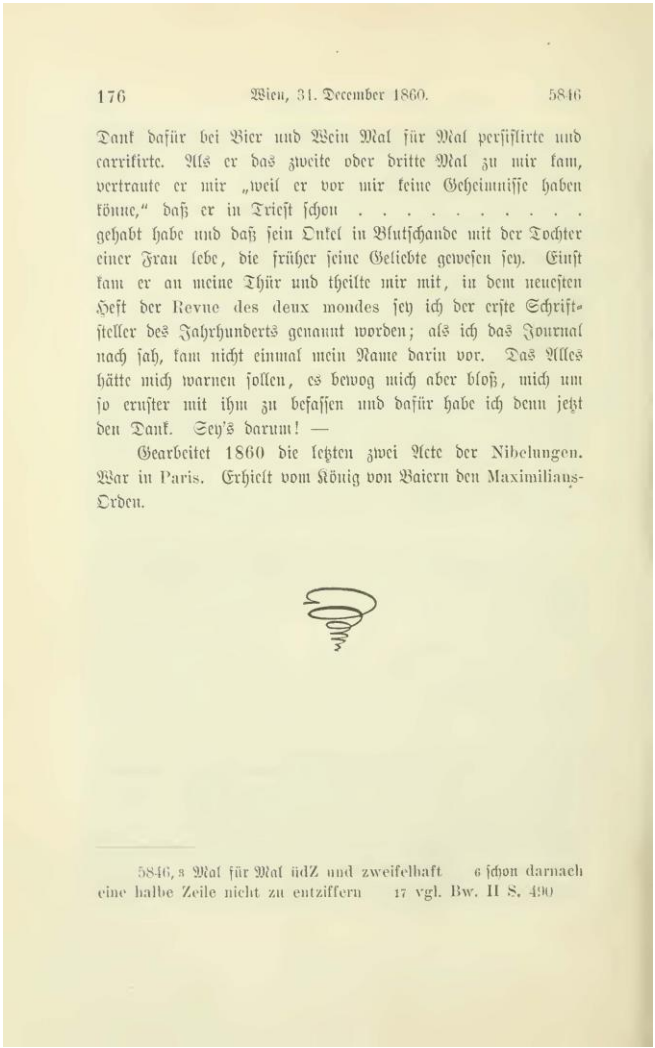 176 Wien, 31. December 1860. 5846
Dank dafür bei Bier und Wein Mal für Mal persiflirte und
carrikirte. Als er das zweite oder dritte Mal zu mir kam,
vertraute er mir „weil er vor mir keine Geheimnisse haben
könne,“ daß er in Triest schon . . . . . . . . . .
gehabt habe und daß sein Onkel in Blutschande mit der Tochter
einer Frau lebe, die früher seine Geliebte gewesen sey. Einst
kam er an meine Thür und theilte mir mit, in dem neuesten
Heft der Revue des deux mondes sey ich der erste Schrift-
steller des Jahrhunderts genannt worden; als ich das Journal
nach sah, kam nicht einmal mein Name darin vor. Das Alles
hätte mich warnen sollen, es bewog mich aber bloß, mich um
so ernster mit ihm zu befassen und dafür habe ich denn jetzt
den Dank. Sey's darum! —
Gearbeitet 1860 die letzten zwei Acte der Nibelungen.
War in Paris. Erhielt vom König von Baiern den Maximilians-
Orden.
5846, 3 Mal für Mal üdZ und zweifelhaft 6 schon darnach
eine halbe Zeile nicht zu entziffern 17 vgl. Bw. II S. 490